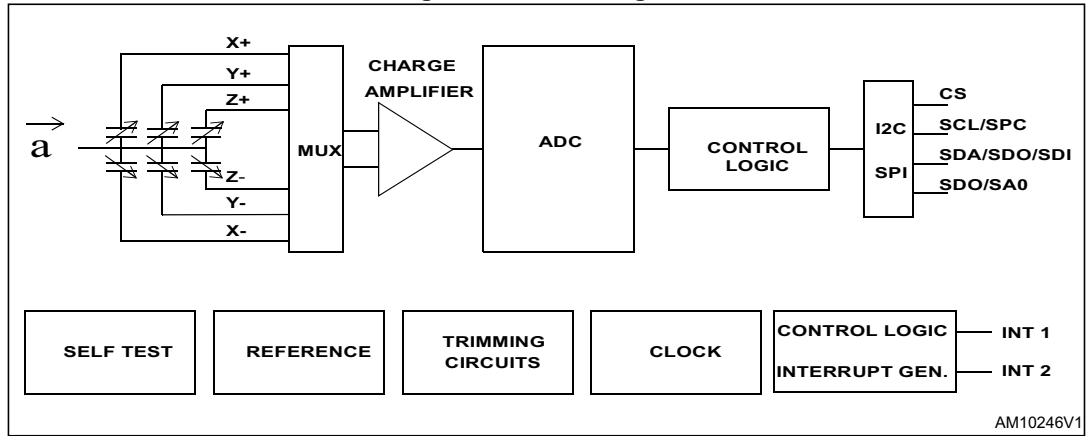 X+
Y+
Z+
a
Z-
Y-
X-
MUX
CHARGE
AMPLIFIER
ADC
CONTROL
LOGIC
I2C
SPI
CS
SCL/SPC
SDA/SDO/SDI
SDO/SA0
SELF TEST
REFERENCE
TRIMMING
CIRCUITS
CLOCK
CONTROL LOGIC
INTERRUPT GEN.
INT 1
INT 2
AM10246V1